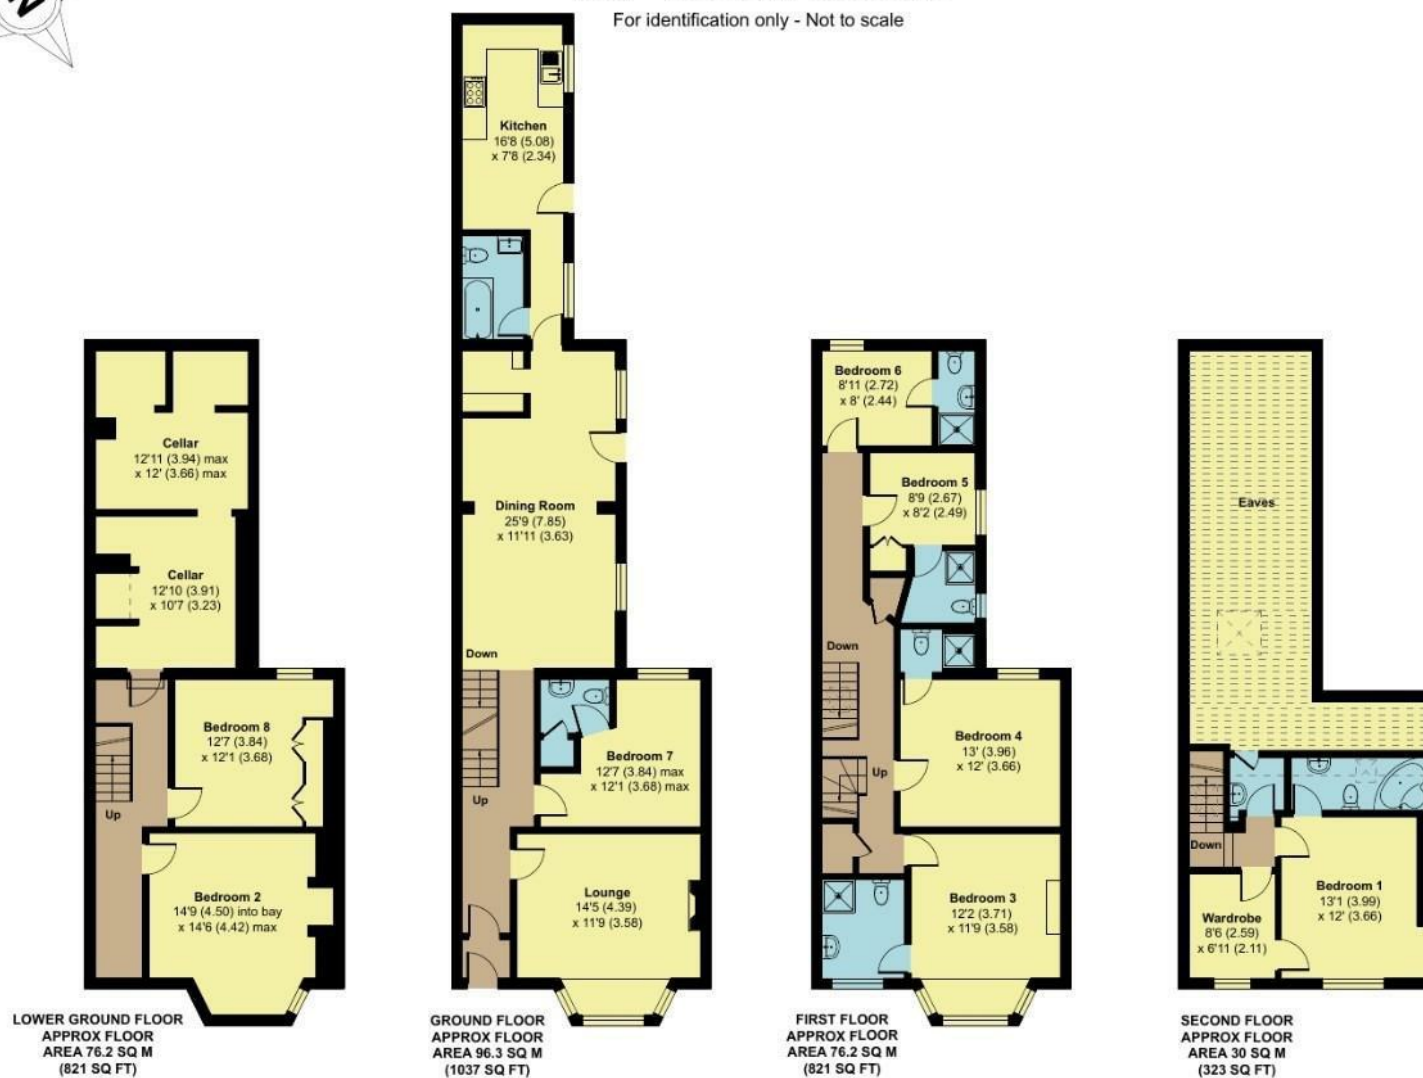 For identification only - Not to scale
Kitchen
16'8 (5.08)
x 7'8 (2.34)
Cellar
12'11 (3.94) max
x 12' (3.66) max
Cellar
12'10 (3.91)
x 10'7 (3.23)
Bedroom 8
12'7 (3.84)
x 12'1 (3.68)
Up
Bedroom 2
14'9 (4.50) into bay
x 14'6 (4.42) max
LOWER GROUND FLOOR
APPROX FLOOR
AREA 76.2 SQ M
(821 SQ FT)
Dining Room
25'9 (7.85)
x 11'11 (3.63)
Down
Bedroom 7
12'7 (3.84) max
x 12'1 (3.68) max
Up
Lounge
14'5 (4.39)
x 11'9 (3.58)
GROUND FLOOR
APPROX FLOOR
AREA 96.3 SQ M
(1037 SQ FT)
Bedroom 6
8'11 (2.72)
x 8' (2.44)
Bedroom 5
8'9 (2.67)
x 8'2 (2.49)
Down
Bedroom 4
13' (3.96)
x 12' (3.66)
Up
Bedroom 3
12'2 (3.71)
x 11'9 (3.58)
FIRST FLOOR
APPROX FLOOR
AREA 76.2 SQ M
(821 SQ FT)
Eaves
Down
Bedroom 1
13'1 (3.99)
x 12' (3.66)
Wardrobe
8'6 (2.59)
x 6'11 (2.11)
SECOND FLOOR
APPROX FLOOR
AREA 30 SQ M
(323 SQ FT)